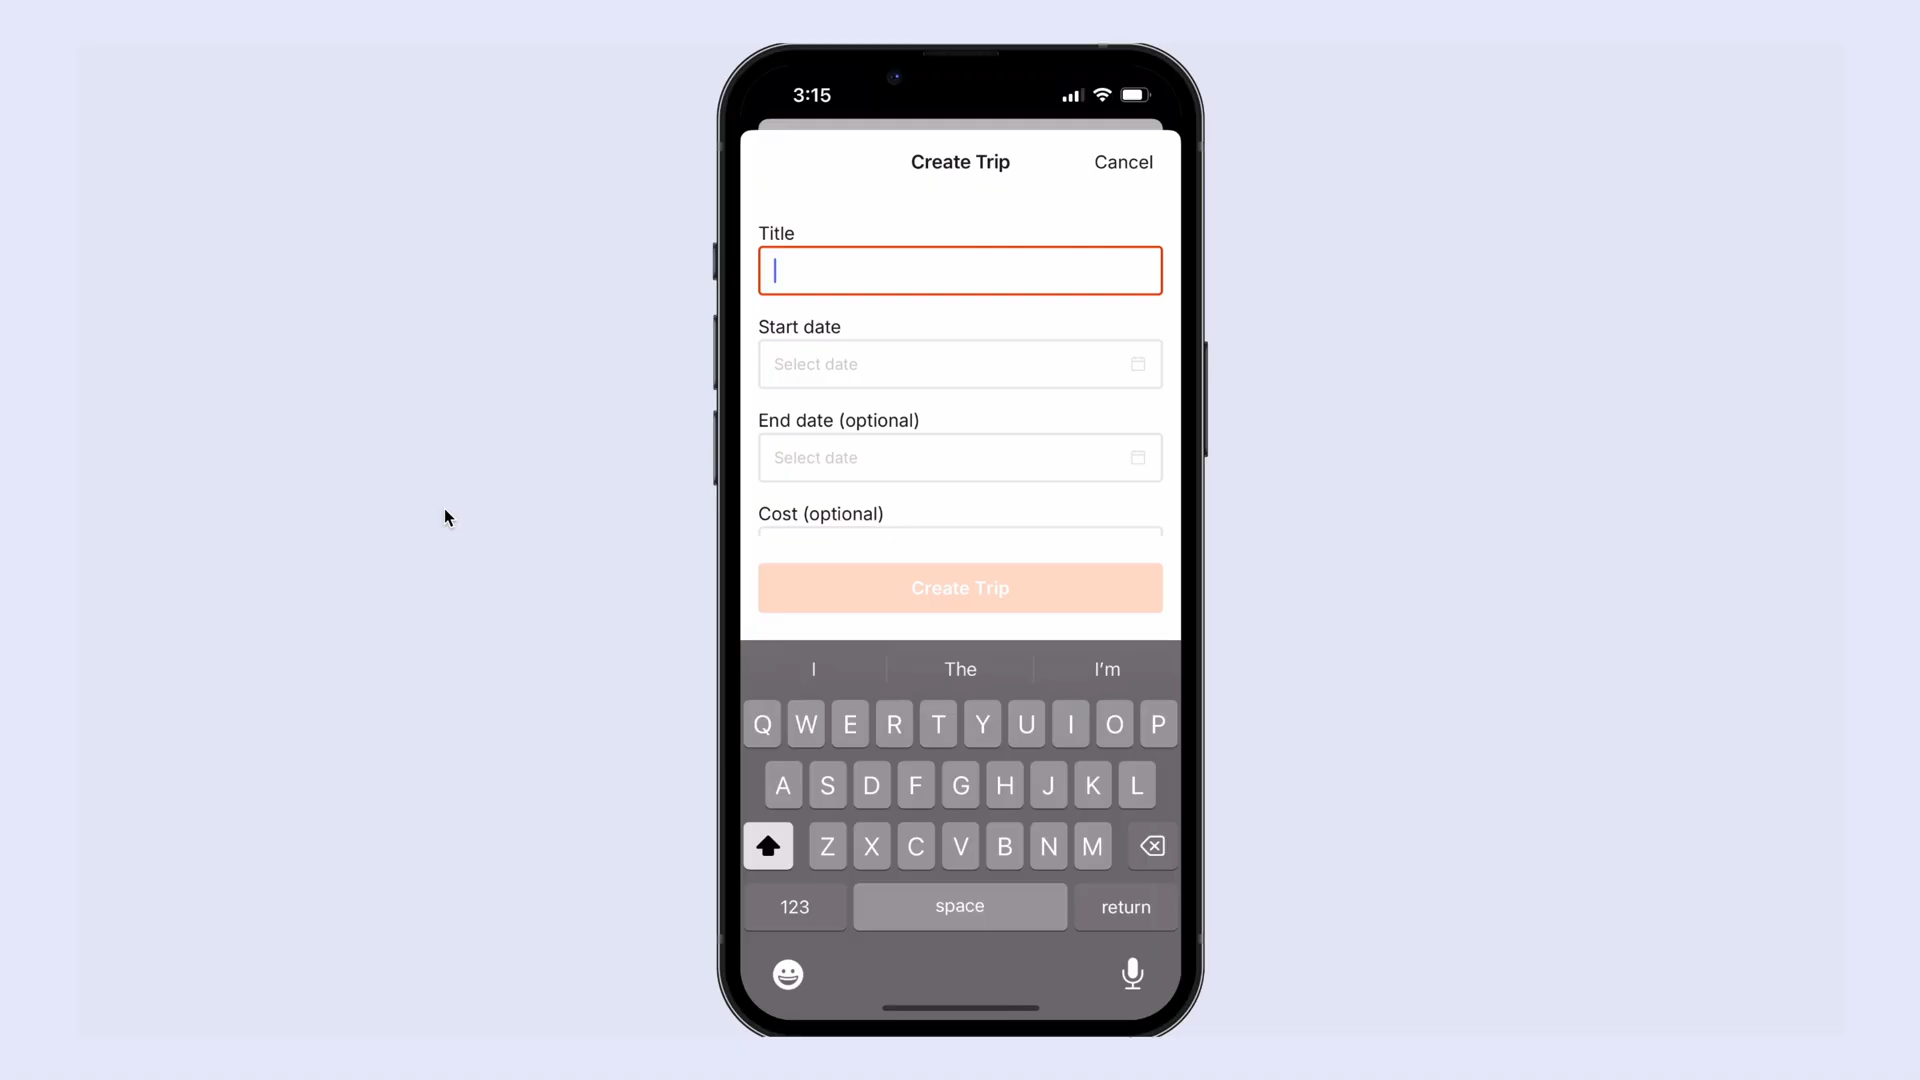 3:15
Create Trip
Cancel
Title
Start date
Select date
End date (optional)
Select date
Cost (optional)
Create Trip
I The I'm
Q W E R T Y U I O P
A S D F G H J K L
Z X C V B N M
123 space return